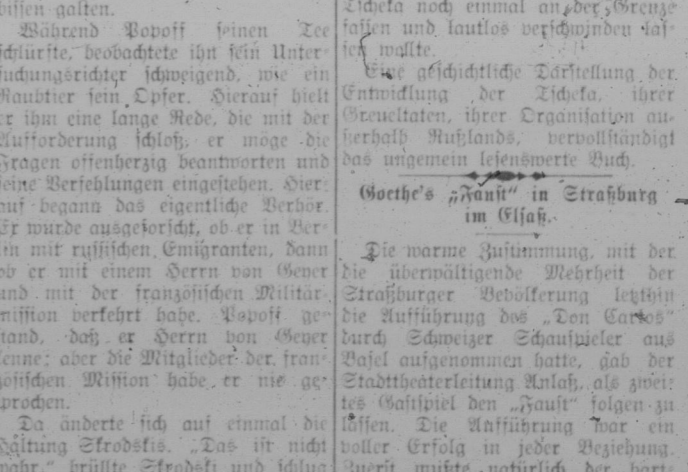 bissen galten.
Während Popoff seinen Tee
schlürfte, beobachtete ihn sein Unter-
suchungsrichter schweigend, wie ein
Raubtier sein Opfer. Hierauf hielt
er ihm eine lange Rede, die mit der
Aufforderung schloß, er möge die
Fragen offenherzig beantworten und
seine Verfehlungen eingestehen. Hier-
auf begann das eigentliche Verhör.
Er wurde ausgeforscht, ob er in Ver-
ein mit russischen Emigranten, dann
ob er mit einem Herrn von Geyer
und mit der französischen Militär-
mission verkehrt habe. Popoff ge-
stand, daß er Herrn von Geyer
kenne; aber die Mitglieder der fran-
zösischen Mission habe er nie ge-
sprochen.
Da änderte sich auf einmal die
Haltung Skrodskis. „Das ist nicht
wahr," brüllte Skrodski und schlug
Tscheka noch einmal an der Grenze
fassen und lautlos verschwinden las-
sen wollte.
Eine geschichtliche Darstellung der
Entwicklung der Tscheka, ihrer
Greueltaten, ihrer Organisation au-
ßerhalb Rußlands, vervollständigt
das ungemein lesenswerte Buch.
Goethe's „Faust" in Straßburg
im Elsaß.
Die warme Zustimmung, mit der
die überwältigende Mehrheit der
Straßburger Bevölkerung letzthin
die Aufführung des „Don Carlos"
durch Schweizer Schauspieler aus
Basel aufgenommen hatte, gab der
Stadttheaterleitung Anlaß, als zwei-
tes Gastspiel den „Faust" folgen zu
lassen. Die Aufführung war ein
voller Erfolg in jeder Beziehung.
Zuerst mußte natürlich das